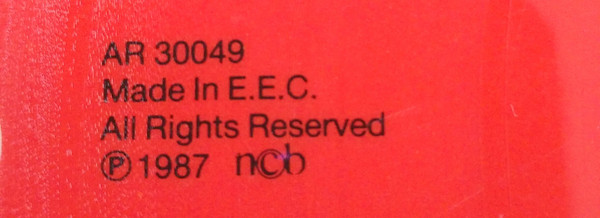 AR 30049
Made In E.E.C.
All Rights Reserved
Ⓟ 1987 ncb